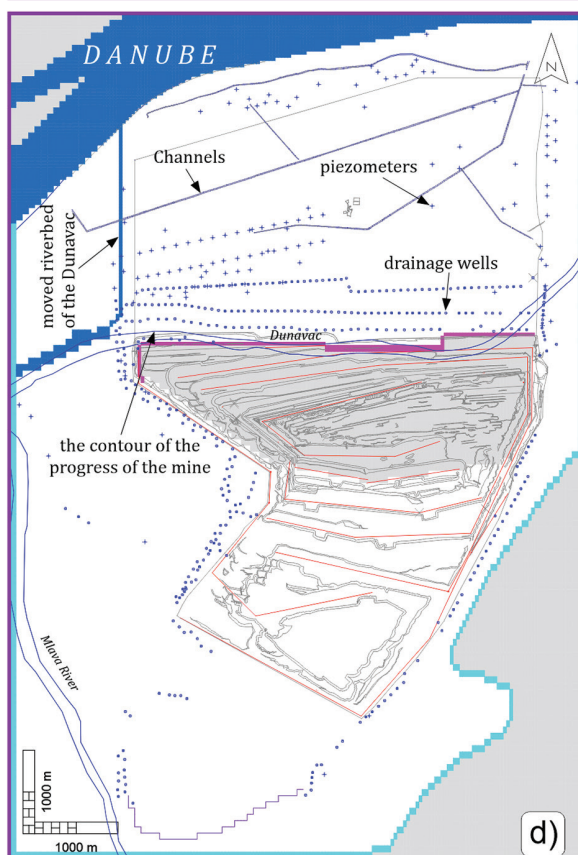 DANUBE
N
Channels
piezometers
moved riverbed
of the Dunavac
drainage wells
Dunavac
the contour of the
progress of the mine
Mlava River
1000 m
1000 m
d)